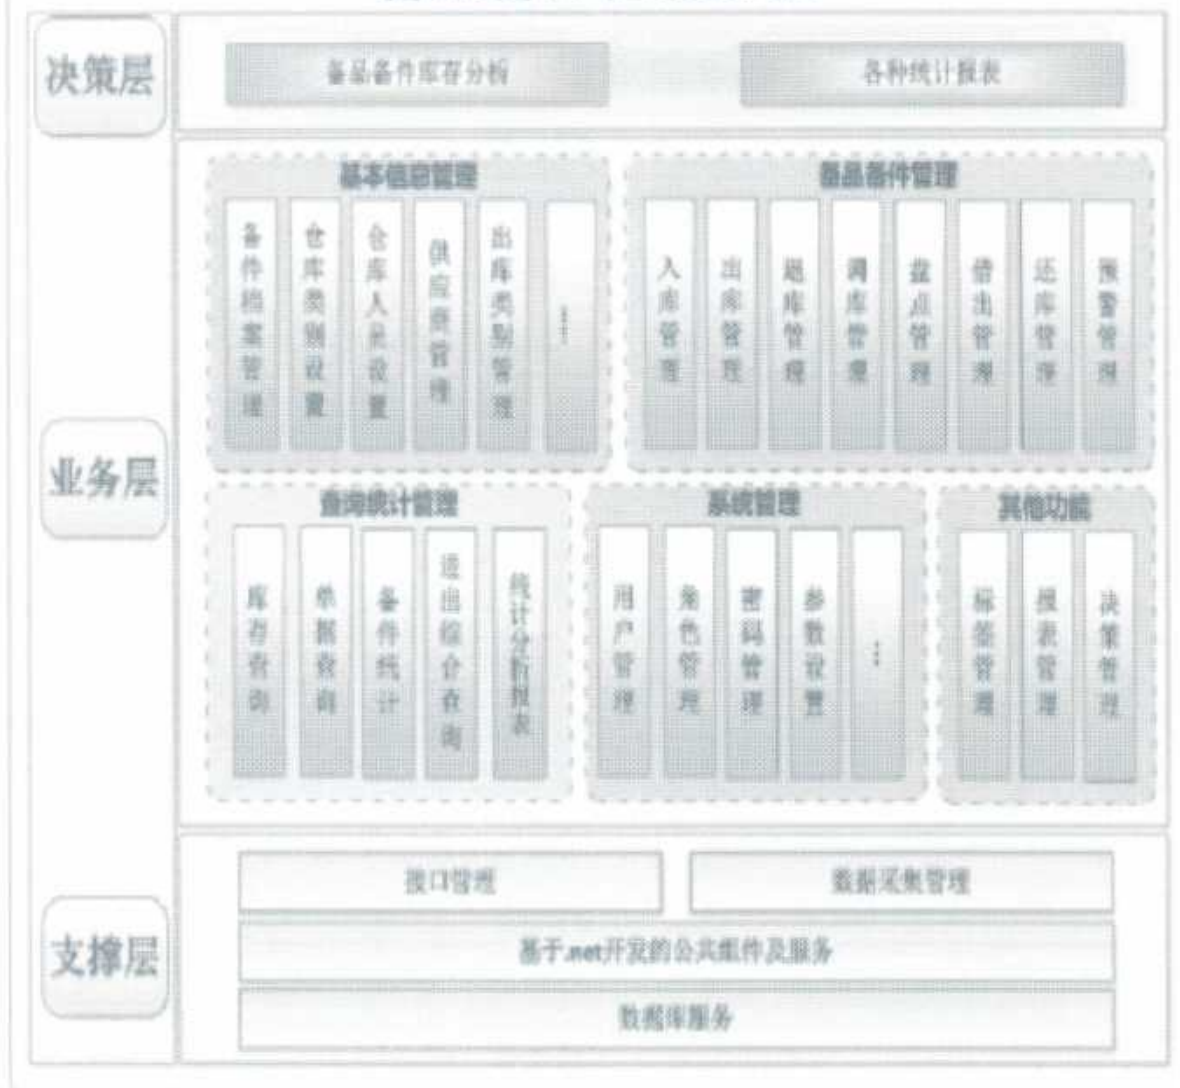 决策层
备品备件库存分析
各种统计报表
业务层
基本信息管理
备件档案管理
仓库类别设置
仓库人员设置
供应商管理
出库类别管理
……
备品备件管理
入库管理
出库管理
退库管理
调库管理
盘点管理
借出管理
还库管理
预警管理
查询统计管理
库存查询
单据查询
备件统计
进出综合查询
统计分析报表
系统管理
用户管理
角色管理
密码管理
参数设置
…
其他功能
标签管理
报表管理
决策管理
支撑层
接口管理
数据采集管理
基于.net开发的公共组件及服务
数据库服务